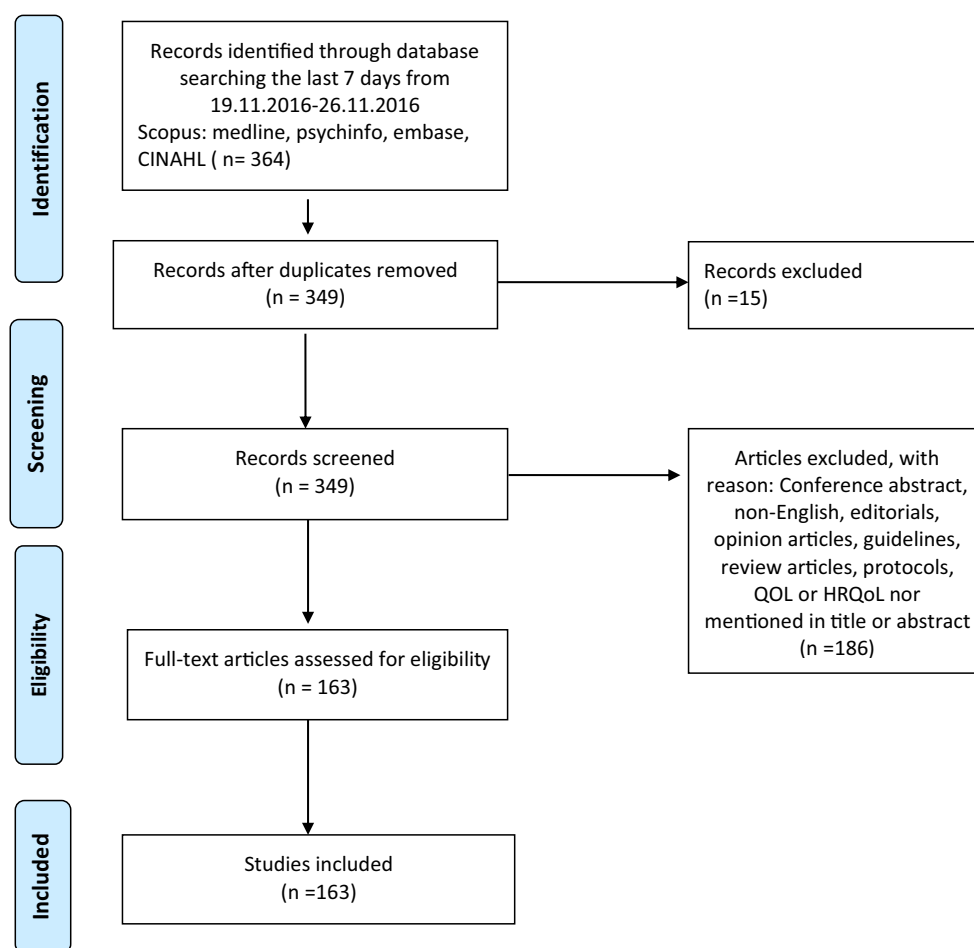 Identification
Records identified through database
searching the last 7 days from
19.11.2016-26.11.2016
Scopus: medline, psychinfo, embase,
CINAHL ( n= 364)
Records after duplicates removed
(n = 349)
Records excluded
(n =15)
Screening
Records screened
(n = 349)
Articles excluded, with
reason: Conference abstract,
non-English, editorials,
opinion articles, guidelines,
review articles, protocols,
QOL or HRQoL nor
mentioned in title or abstract
(n =186)
Eligibility
Full-text articles assessed for eligibility
(n = 163)
Included
Studies included
(n =163)